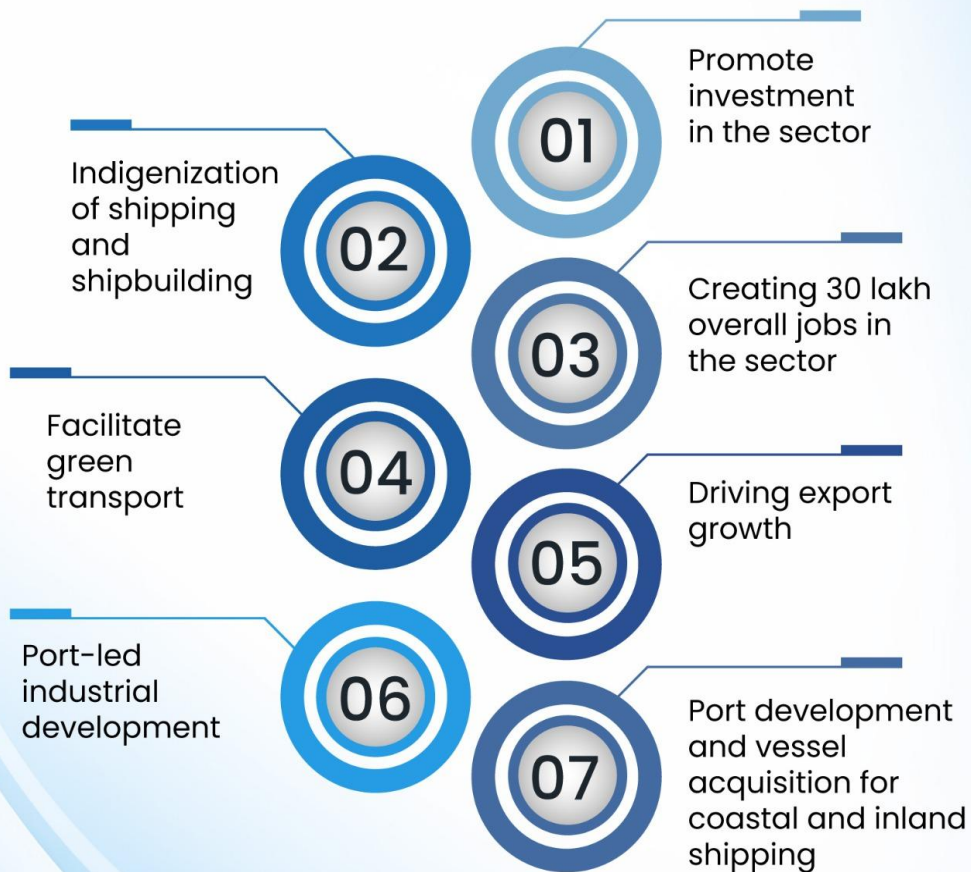 01
Promote
investment
in the sector
02
Indigenization
of shipping
and
shipbuilding
03
Creating 30 lakh
overall jobs in
the sector
04
Facilitate
green
transport
05
Driving export
growth
06
Port-led
industrial
development
07
Port development
and vessel
acquisition for
coastal and inland
shipping